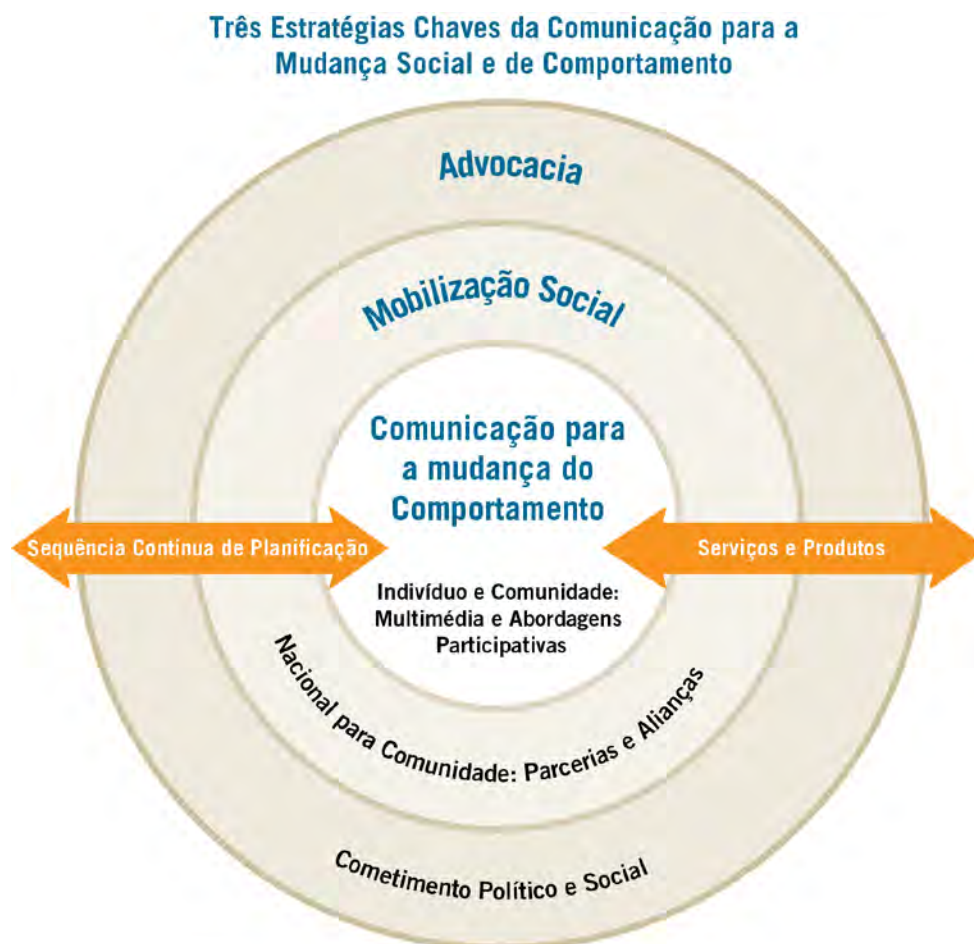 Três Estratégias Chaves da Comunicação para a
Mudança Social e de Comportamento
Advocacia
Mobilização Social
Comunicação para
a mudança do
Comportamento
Sequência Contínua de Planificação
Serviços e Produtos
Indivíduo e Comunidade:
Multimédia e Abordagens
Participativas
Nacional para Comunidade: Parcerias e Alianças
Cometimento Político e Social